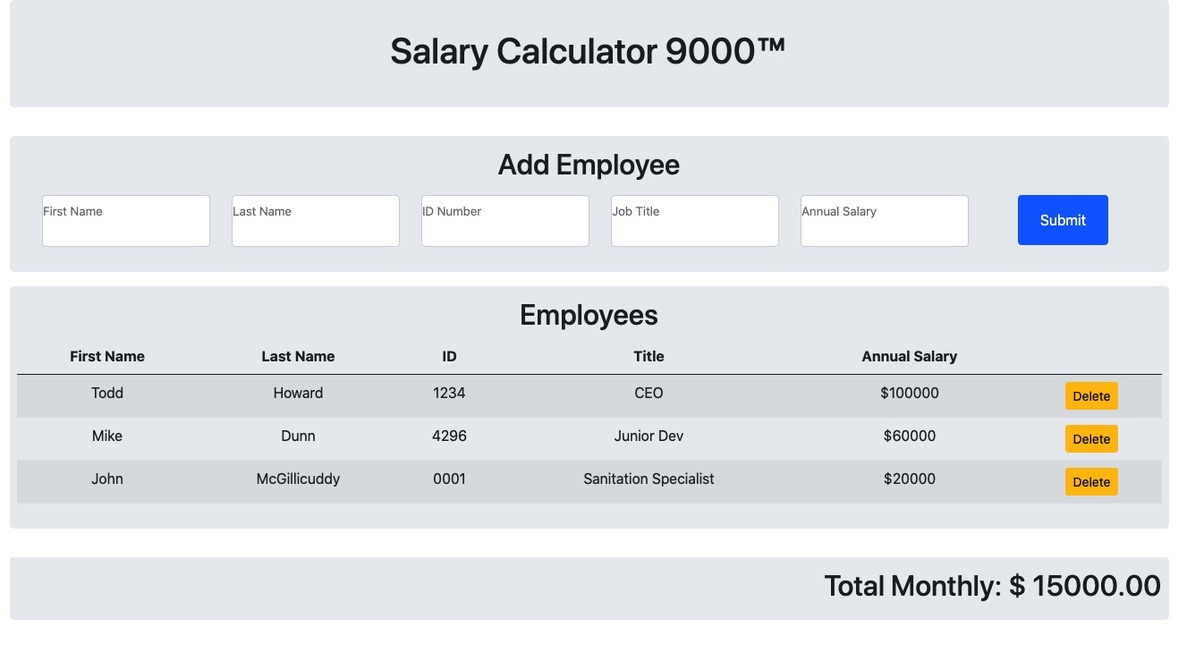 Salary Calculator 9000™
Add Employee
First Name Last Name ID Number Job Title Annual Salary Submit
Employees
First Name Last Name ID Title Annual Salary
Todd Howard 1234 CEO $100000 Delete
Mike Dunn 4296 Junior Dev $60000 Delete
John McGillicuddy 0001 Sanitation Specialist $20000 Delete
Total Monthly: $ 15000.00